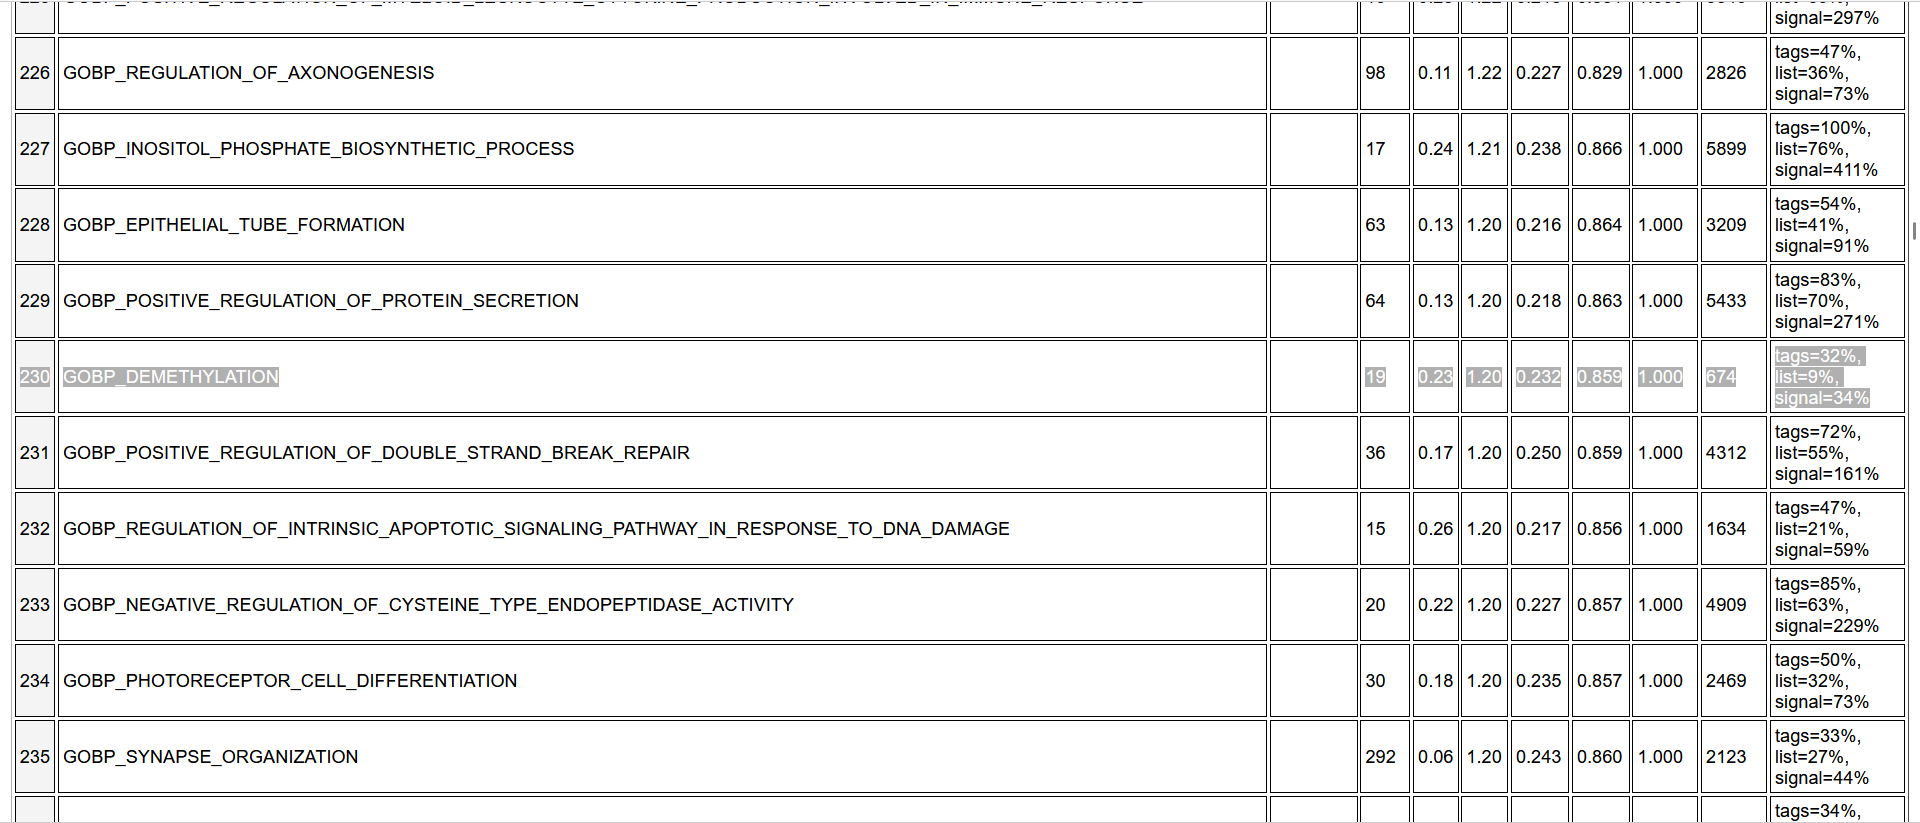 signal=297%
226 GOBP_REGULATION_OF_AXONOGENESIS 98 0.11 1.22 0.227 0.829 1.000 2826 tags=47%,
list=36%,
signal=73%
227 GOBP_INOSITOL_PHOSPHATE_BIOSYNTHETIC_PROCESS 17 0.24 1.21 0.238 0.866 1.000 5899 tags=100%,
list=76%,
signal=411%
228 GOBP_EPITHELIAL_TUBE_FORMATION 63 0.13 1.20 0.216 0.864 1.000 3209 tags=54%,
list=41%,
signal=91%
229 GOBP_POSITIVE_REGULATION_OF_PROTEIN_SECRETION 64 0.13 1.20 0.218 0.863 1.000 5433 tags=83%,
list=70%,
signal=271%
230 GOBP_DEMETHYLATION 19 0.23 1.20 0.232 0.859 1.000 674 tags=32%,
list=9%,
signal=34%
231 GOBP_POSITIVE_REGULATION_OF_DOUBLE_STRAND_BREAK_REPAIR 36 0.17 1.20 0.250 0.859 1.000 4312 tags=72%,
list=55%,
signal=161%
232 GOBP_REGULATION_OF_INTRINSIC_APOPTOTIC_SIGNALING_PATHWAY_IN_RESPONSE_TO_DNA_DAMAGE 15 0.26 1.20 0.217 0.856 1.000 1634 tags=47%,
list=21%,
signal=59%
233 GOBP_NEGATIVE_REGULATION_OF_CYSTEINE_TYPE_ENDOPEPTIDASE_ACTIVITY 20 0.22 1.20 0.227 0.857 1.000 4909 tags=85%,
list=63%,
signal=229%
234 GOBP_PHOTORECEPTOR_CELL_DIFFERENTIATION 30 0.18 1.20 0.235 0.857 1.000 2469 tags=50%,
list=32%,
signal=73%
235 GOBP_SYNAPSE_ORGANIZATION 292 0.06 1.20 0.243 0.860 1.000 2123 tags=33%,
list=27%,
signal=44%
tags=34%,